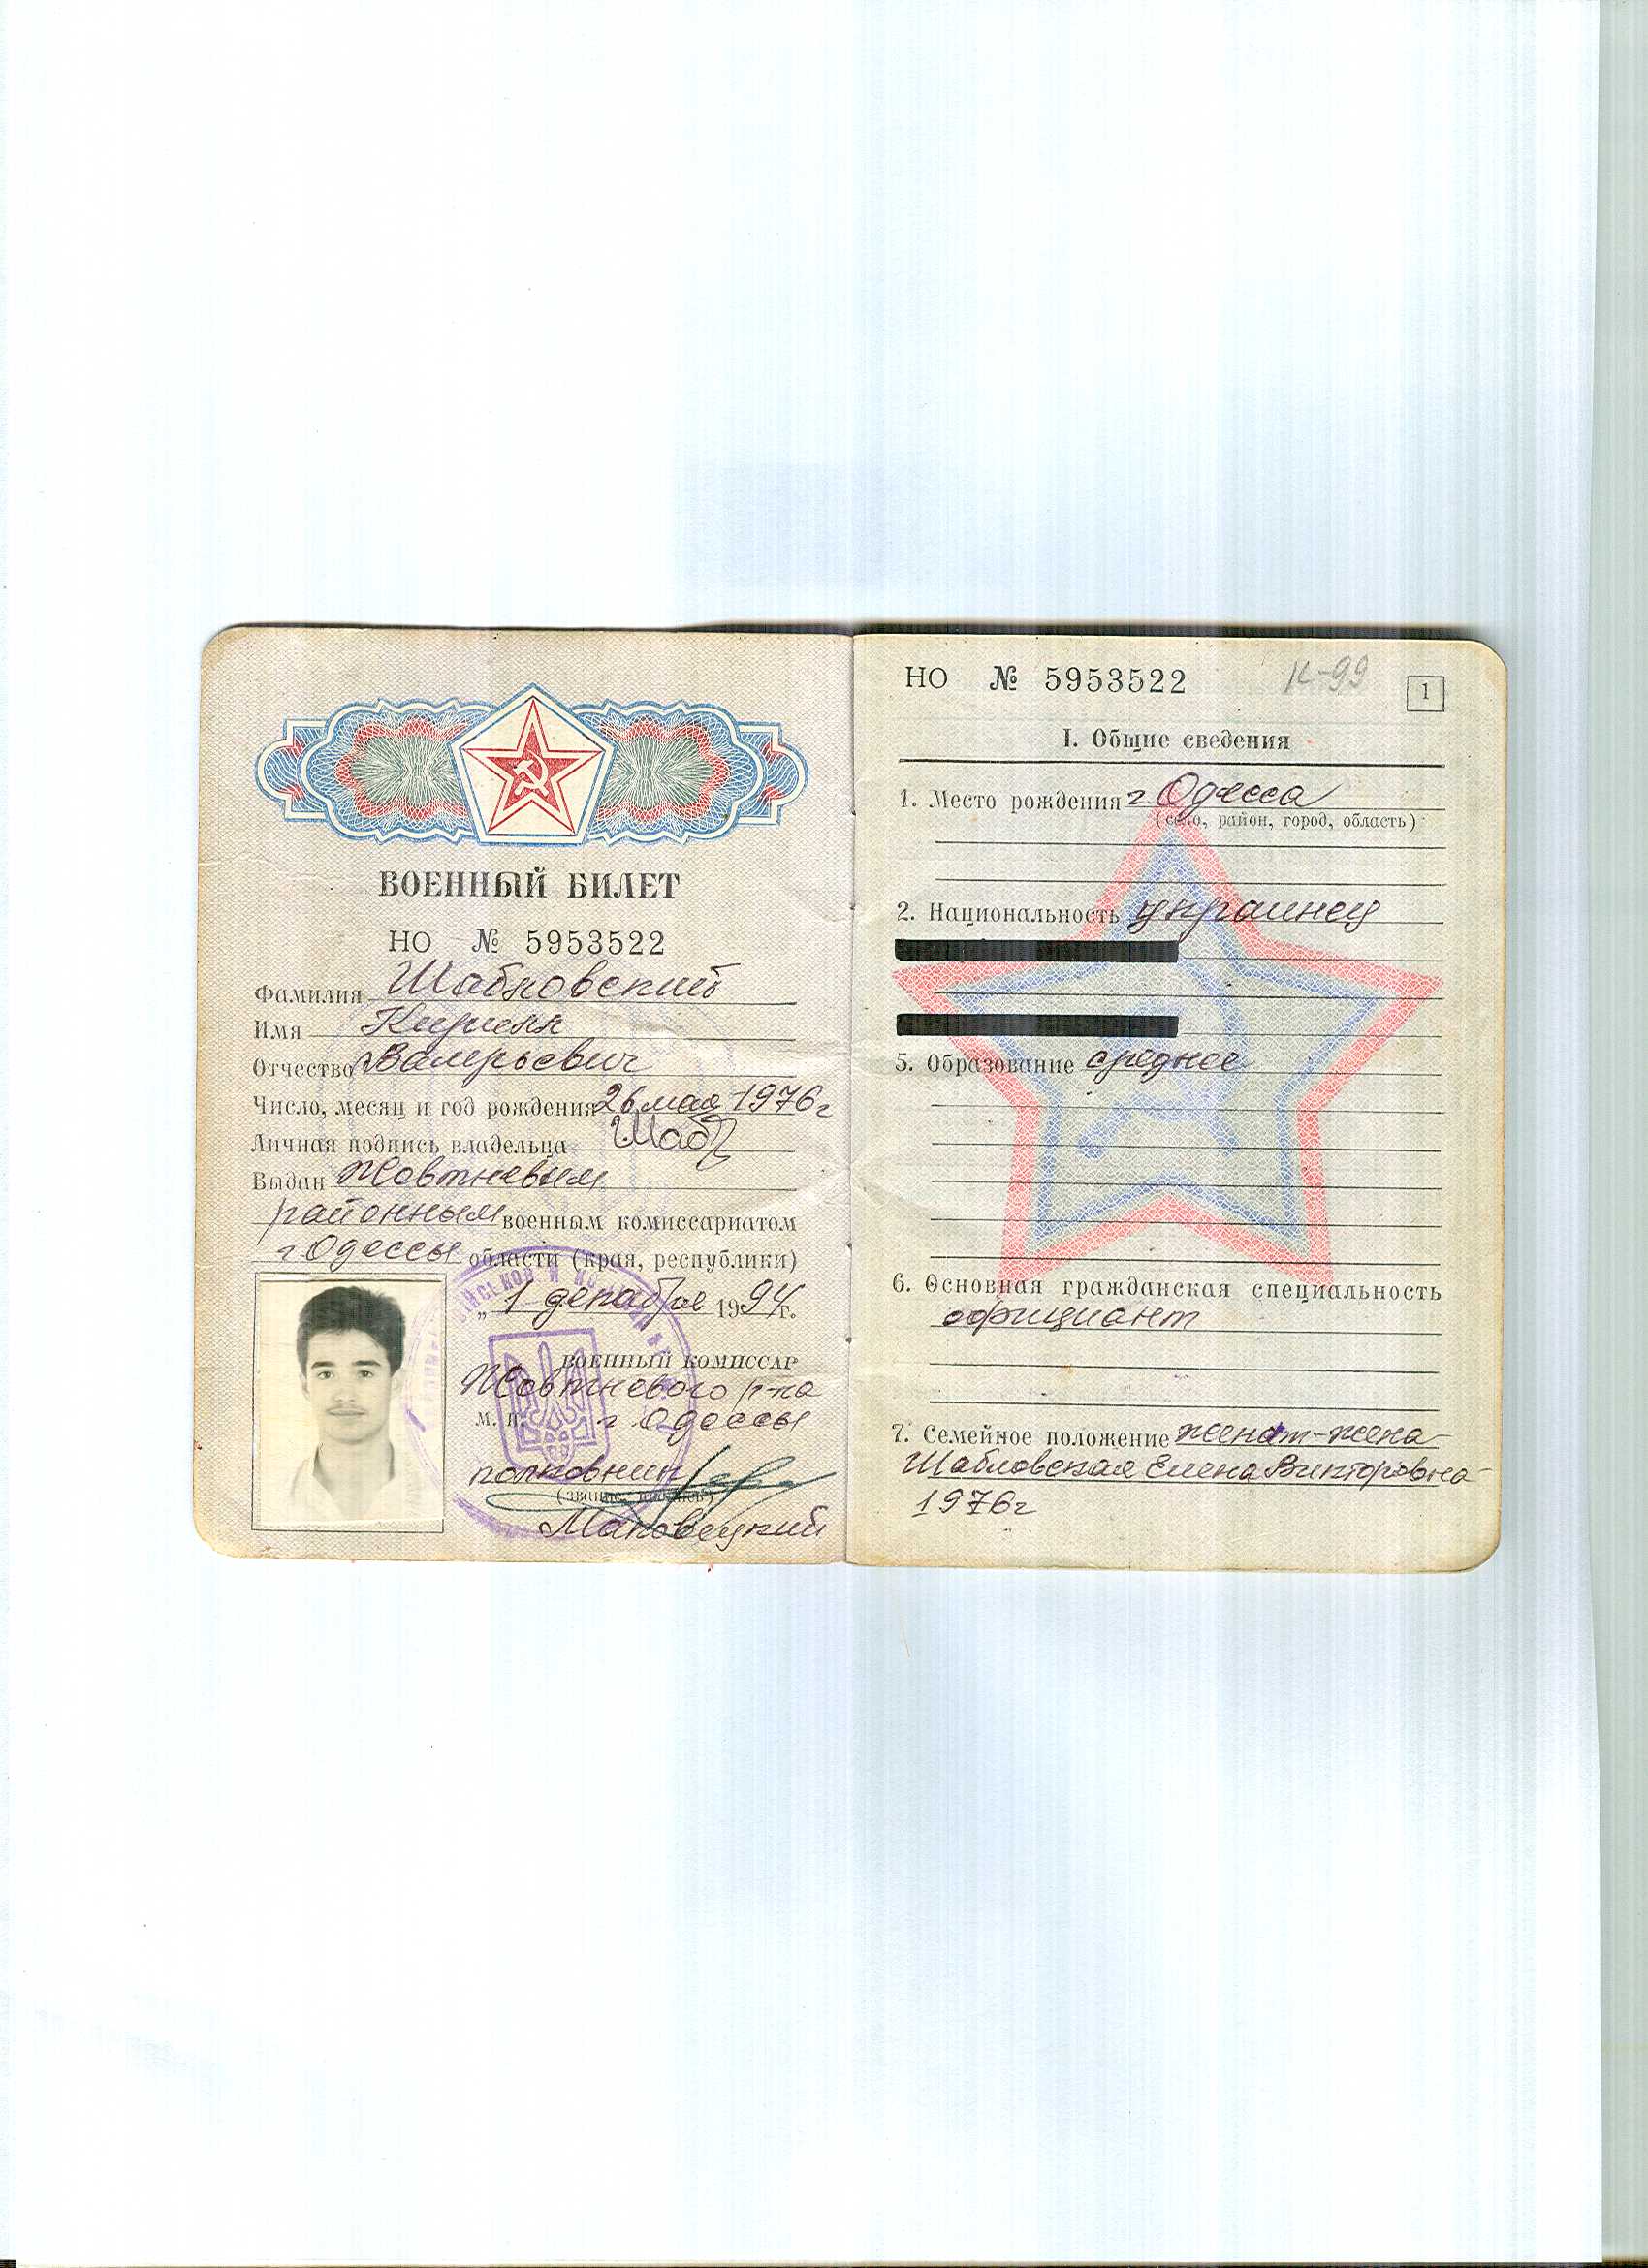 ВОЕННЫЙ БИЛЕТ
НО № 5953522
Фамилия Шабловский
Имя Кирилл
Отчество Валерьевич
Число, месяц и год рождения 26 мая 1976г
Личная подпись владельца Шаб
Выдан Жовтневым
районным военным комиссариатом
г. Одессы области (края, республики)
„1 декабря 1994г.
ВОЕННЫЙ КОМИССАР
Жовтневого р-на
М. П. г. Одессы
полковник
(звание, подпись)
Маковецкий
НО № 5953522
К-99
1
I. Общие сведения
1. Место рождения г Одесса
(село, район, город, область)
2. Национальность украинец
5. Образование среднее
6. Основная гражданская специальность
официант
7. Семейное положение женат-жена
Шабловская Елена Викторовна
1976г